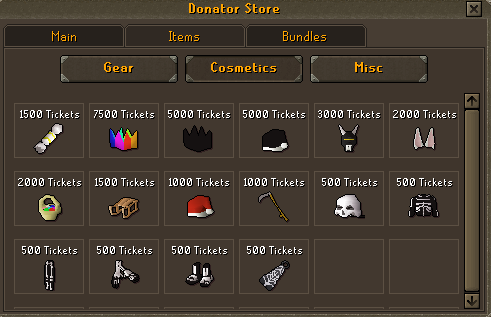 Donator Store
Main Items Bundles
Gear Cosmetics Misc
1500 Tickets 7500 Tickets 5000 Tickets 5000 Tickets 3000 Tickets 2000 Tickets
2000 Tickets 1500 Tickets 1000 Tickets 1000 Tickets 500 Tickets 500 Tickets
500 Tickets 500 Tickets 500 Tickets 500 Tickets